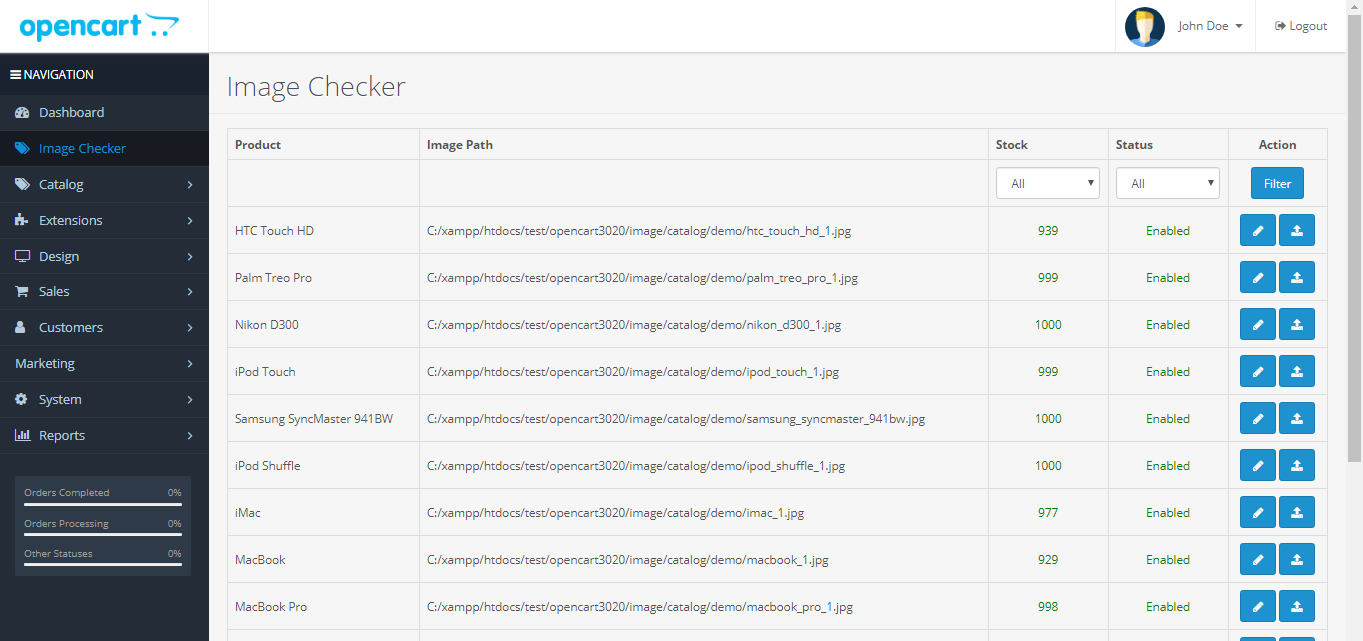 opencart
John Doe
Logout
NAVIGATION
Dashboard
Image Checker
Catalog
Extensions
Design
Sales
Customers
Marketing
System
Reports
Orders Completed 0%
Orders Processing 0%
Other Statuses 0%
Image Checker
Product Image Path Stock Status Action
All All Filter
HTC Touch HD C:/xampp/htdocs/test/opencart3020/image/catalog/demo/htc_touch_hd_1.jpg 939 Enabled
Palm Treo Pro C:/xampp/htdocs/test/opencart3020/image/catalog/demo/palm_treo_pro_1.jpg 999 Enabled
Nikon D300 C:/xampp/htdocs/test/opencart3020/image/catalog/demo/nikon_d300_1.jpg 1000 Enabled
iPod Touch C:/xampp/htdocs/test/opencart3020/image/catalog/demo/ipod_touch_1.jpg 999 Enabled
Samsung SyncMaster 941BW C:/xampp/htdocs/test/opencart3020/image/catalog/demo/samsung_syncmaster_941bw.jpg 1000 Enabled
iPod Shuffle C:/xampp/htdocs/test/opencart3020/image/catalog/demo/ipod_shuffle_1.jpg 1000 Enabled
iMac C:/xampp/htdocs/test/opencart3020/image/catalog/demo/imac_1.jpg 977 Enabled
MacBook C:/xampp/htdocs/test/opencart3020/image/catalog/demo/macbook_1.jpg 929 Enabled
MacBook Pro C:/xampp/htdocs/test/opencart3020/image/catalog/demo/macbook_pro_1.jpg 998 Enabled